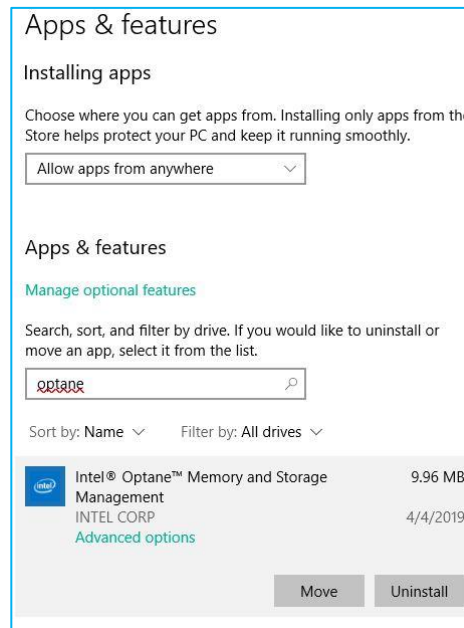 Apps & features
Installing apps
Choose where you can get apps from. Installing only apps from the
Store helps protect your PC and keep it running smoothly.
Allow apps from anywhere
Apps & features
Manage optional features
Search, sort, and filter by drive. If you would like to uninstall or
move an app, select it from the list.
optane
Sort by: Name Filter by: All drives
intel Intel® Optane™ Memory and Storage 9.96 MB
Management
INTEL CORP 4/4/2019
Advanced options
Move Uninstall